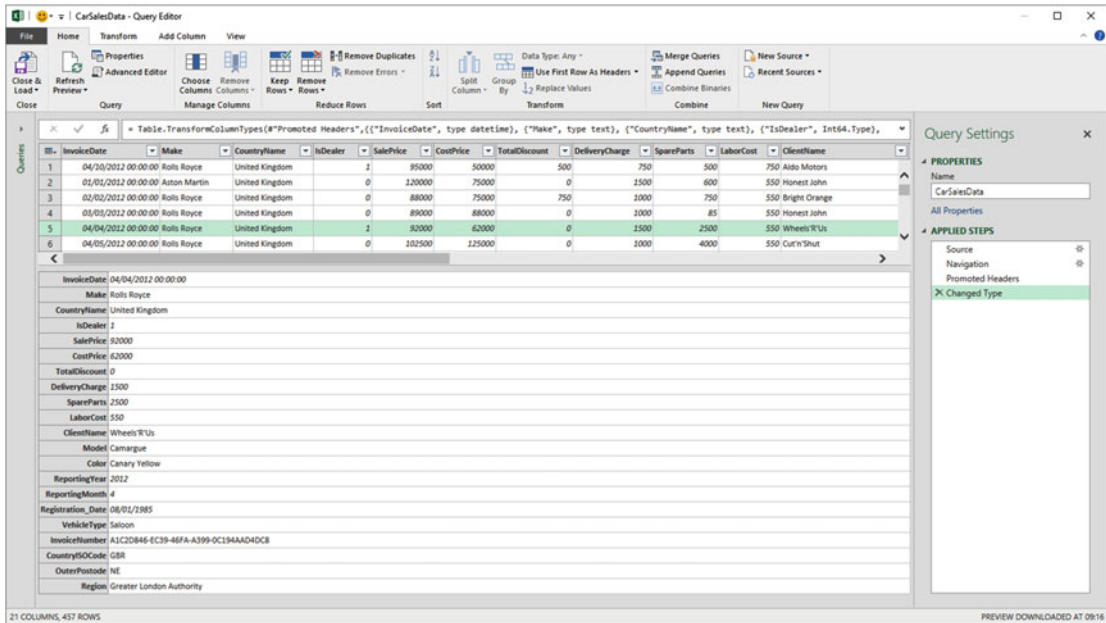 CarSalesData - Query Editor
File Home Transform Add Column View
Close & Load
Close
Refresh Preview
Properties
Advanced Editor
Query
Choose Columns
Remove Columns
Manage Columns
Keep Rows
Remove Rows
Remove Duplicates
Remove Errors
Reduce Rows
Sort
Split Column
Group By
Data Type: Any
Use First Row As Headers
Replace Values
Transform
Merge Queries
Append Queries
Combine Binaries
Combine
New Source
Recent Sources
New Query
Queries
fx = Table.TransformColumnTypes(#"Promoted Headers",{{"InvoiceDate", type datetime}, {"Make", type text}, {"CountryName", type text}, {"IsDealer", Int64.Type},
InvoiceDate Make CountryName IsDealer SalePrice CostPrice TotalDiscount DeliveryCharge SpareParts LaborCost ClientName
1 04/10/2012 00:00:00 Rolls Royce United Kingdom 1 95000 50000 500 750 500 750 Aldo Motors
2 01/01/2012 00:00:00 Aston Martin United Kingdom 0 120000 75000 0 1500 600 550 Honest John
3 02/02/2012 00:00:00 Rolls Royce United Kingdom 0 88000 75000 750 1000 750 550 Bright Orange
4 03/03/2012 00:00:00 Rolls Royce United Kingdom 0 89000 88000 0 1000 85 550 Honest John
5 04/04/2012 00:00:00 Rolls Royce United Kingdom 1 92000 62000 0 1500 2500 550 Wheels'R'Us
6 04/05/2012 00:00:00 Rolls Royce United Kingdom 0 102500 125000 0 1000 4000 550 Cut'n'Shut
InvoiceDate 04/04/2012 00:00:00
Make Rolls Royce
CountryName United Kingdom
IsDealer 1
SalePrice 92000
CostPrice 62000
TotalDiscount 0
DeliveryCharge 1500
SpareParts 2500
LaborCost 550
ClientName Wheels'R'Us
Model Camargue
Color Canary Yellow
ReportingYear 2012
ReportingMonth 4
Registration_Date 08/01/1985
VehicleType Saloon
InvoiceNumber A1C2D846-EC39-46FA-A399-0C194AAD4DC8
CountryISOCode GBR
OuterPostode NE
Region Greater London Authority
Query Settings
PROPERTIES
Name
CarSalesData
All Properties
APPLIED STEPS
Source
Navigation
Promoted Headers
Changed Type
21 COLUMNS, 457 ROWS
PREVIEW DOWNLOADED AT 09:16